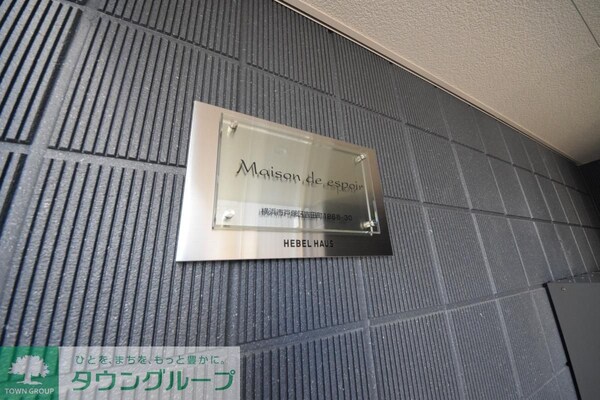 Maison de espoir
HEBEL HAUS
ひとを、まちを、もっと豊かに。
タウングループ
TOWN GROUP